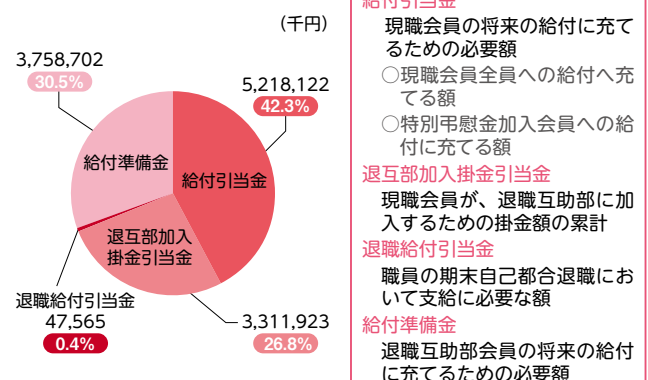 (千円)
3,758,702
30.5%
5,218,122
42.3%
給付準備金
給付引当金
退互部加入
掛金引当金
退職給付引当金
47,565
0.4%
3,311,923
26.8%
給付引当金
現職会員の将来の給付に充て
るための必要額
○現職会員全員への給付へ充
てる額
○特別弔慰金加入会員への給
付に充てる額
退互部加入掛金引当金
現職会員が、退職互助部に加
入するための掛金額の累計
退職給付引当金
職員の期末自己都合退職にお
いて支給に必要な額
給付準備金
退職互助部会員の将来の給付
に充てるための必要額